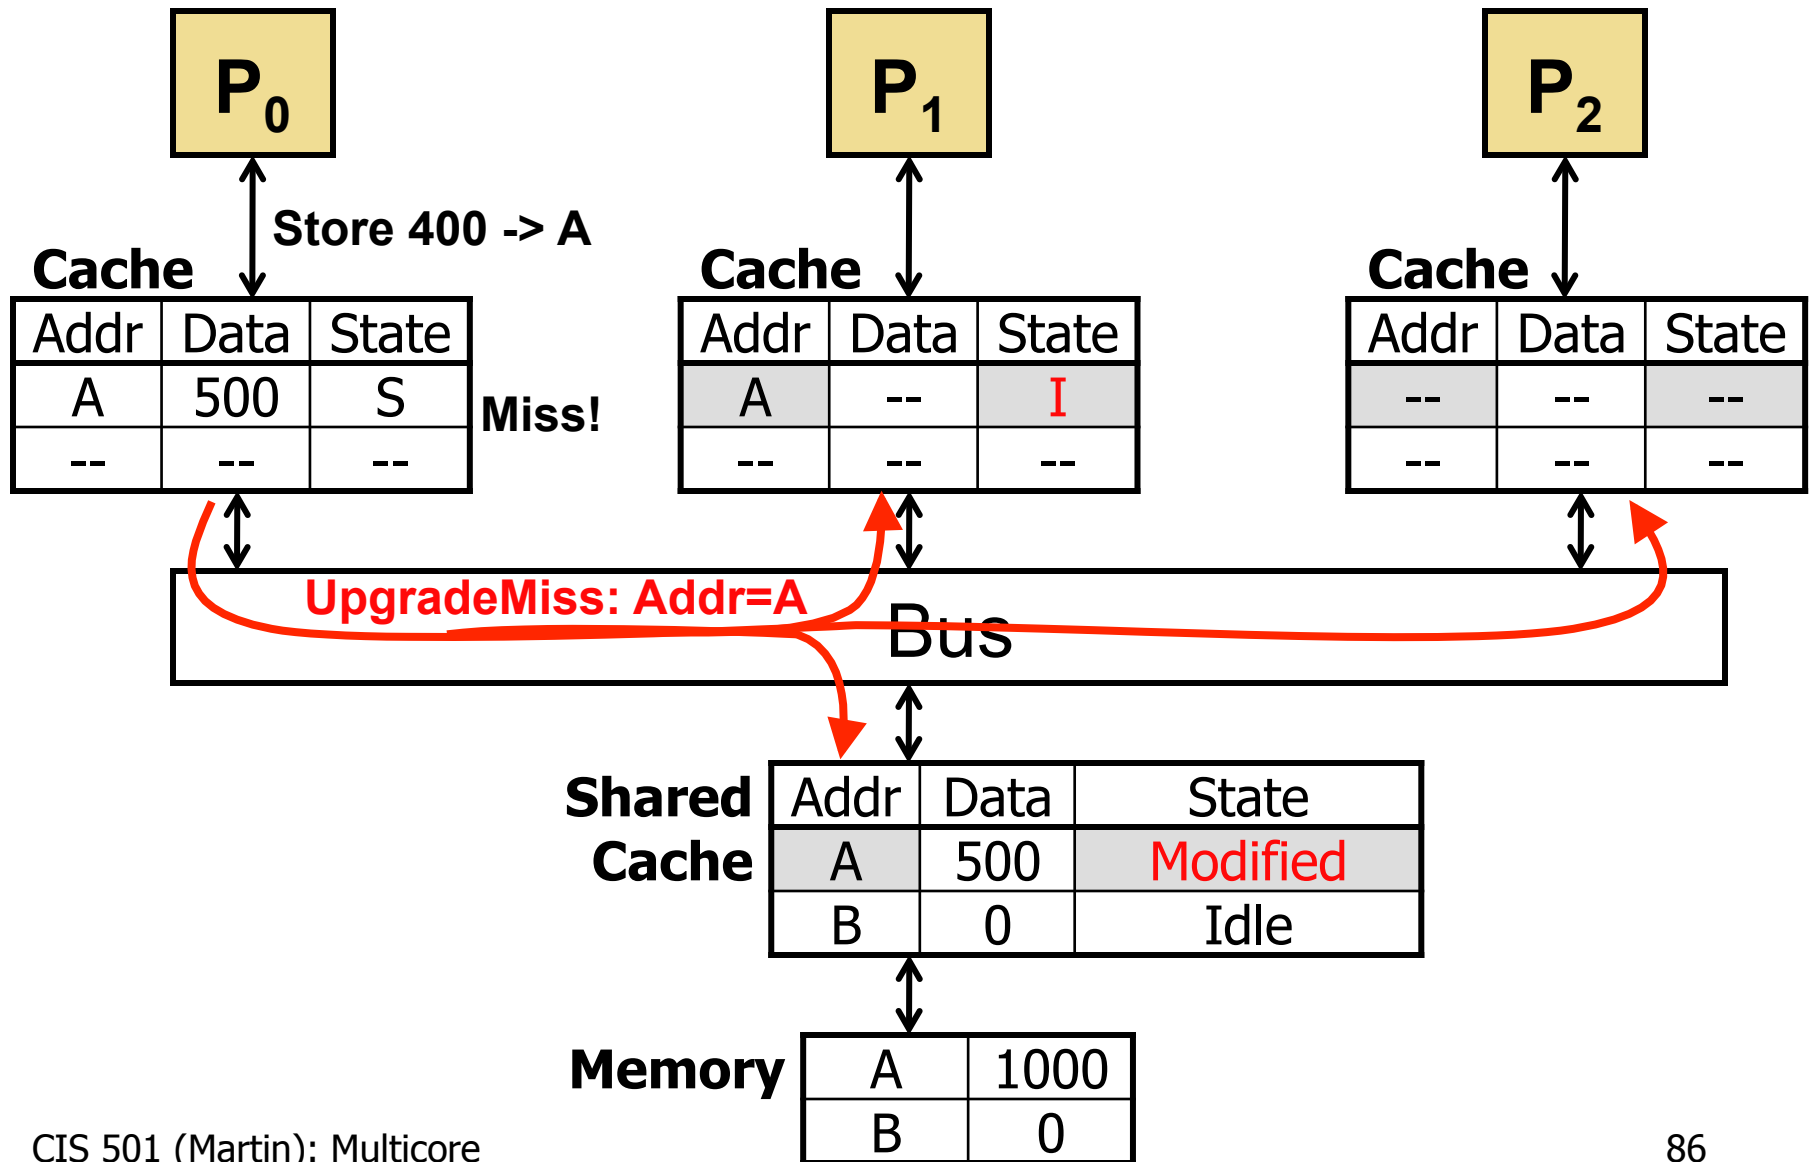 P0 P1 P2
Store 400 -> A
Cache Cache Cache
Addr Data State Addr Data State Addr Data State
A 500 S Miss! A -- I -- -- --
-- -- -- -- -- -- -- -- --
UpgradeMiss: Addr=A
Bus
Shared Addr Data State
Cache A 500 Modified
B 0 Idle
Memory A 1000
B 0
CIS 501 (Martin): Multicore 86